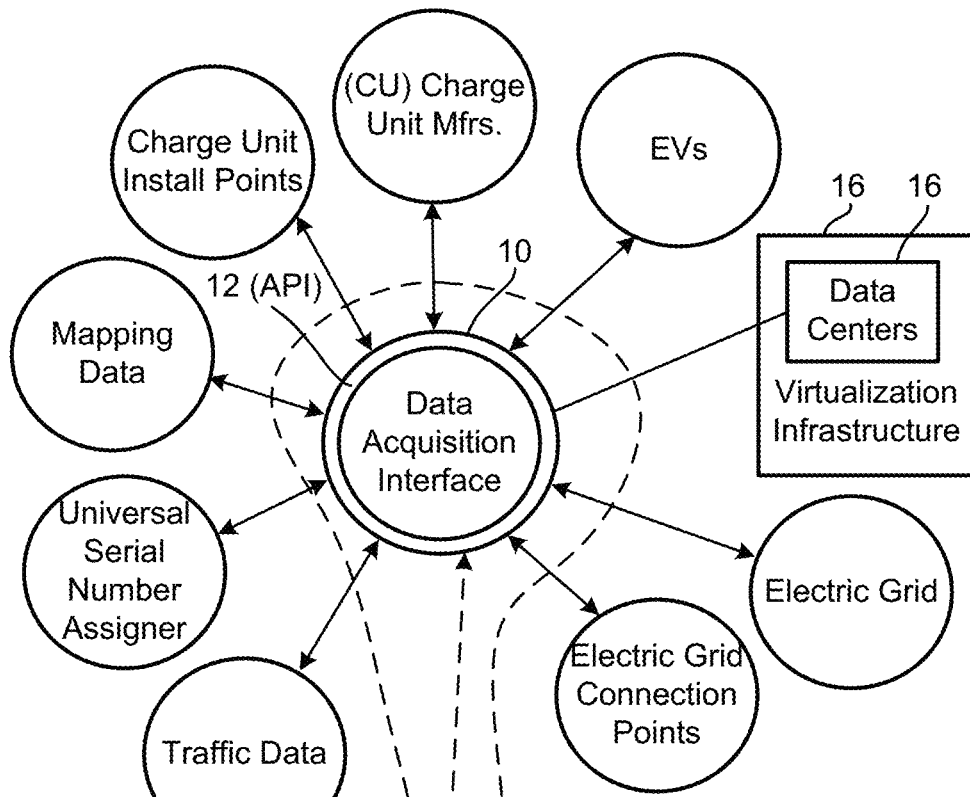 (CU) Charge
Unit Mfrs.
Charge Unit
Install Points
EVs
16
16
Data
Centers
Virtualization
Infrastructure
10
12 (API)
Mapping
Data
Data
Acquisition
Interface
Universal
Serial
Number
Assigner
Electric Grid
Electric Grid
Connection
Points
Traffic Data